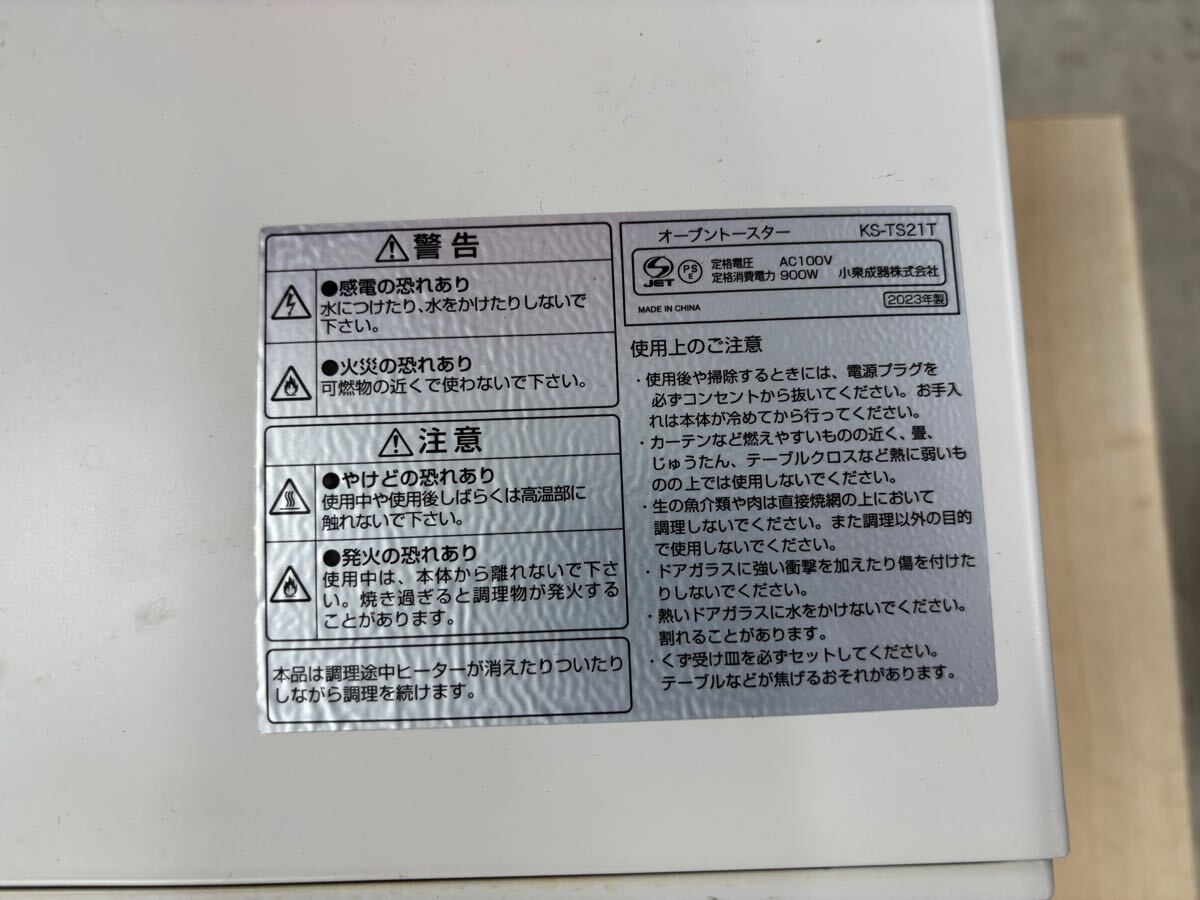 警告
●感電の恐れあり
水につけたり、水をかけたりしないで
下さい。
●火災の恐れあり
可燃物の近くで使わないで下さい。
注意
●やけどの恐れあり
使用中や使用後しばらくは高温部に
触れないで下さい。
●発火の恐れあり
使用中は、本体から離れないで下さ
い。焼き過ぎると調理物が発火する
ことがあります。
本品は調理途中ヒーターが消えたりついたり
しながら調理を続けます。
オーブントースター KS-TS21T
JET
PS
E
定格電圧 AC100V
定格消費電力 900W 小泉成器株式会社
MADE IN CHINA
2023年製
使用上のご注意
・使用後や掃除するときには、電源プラグを
必ずコンセントから抜いてください。お手入
れは本体が冷めてから行ってください。
・カーテンなど燃えやすいものの近く、畳、
じゅうたん、テーブルクロスなど熱に弱いも
のの上では使用しないでください。
・生の魚介類や肉は直接焼網の上において
調理しないでください。また調理以外の目的
で使用しないでください。
・ドアガラスに強い衝撃を加えたり傷を付けた
りしないでください。
・熱いドアガラスに水をかけないでください。
割れることがあります。
・くず受け皿を必ずセットしてください。
テーブルなどが焦げるおそれがあります。